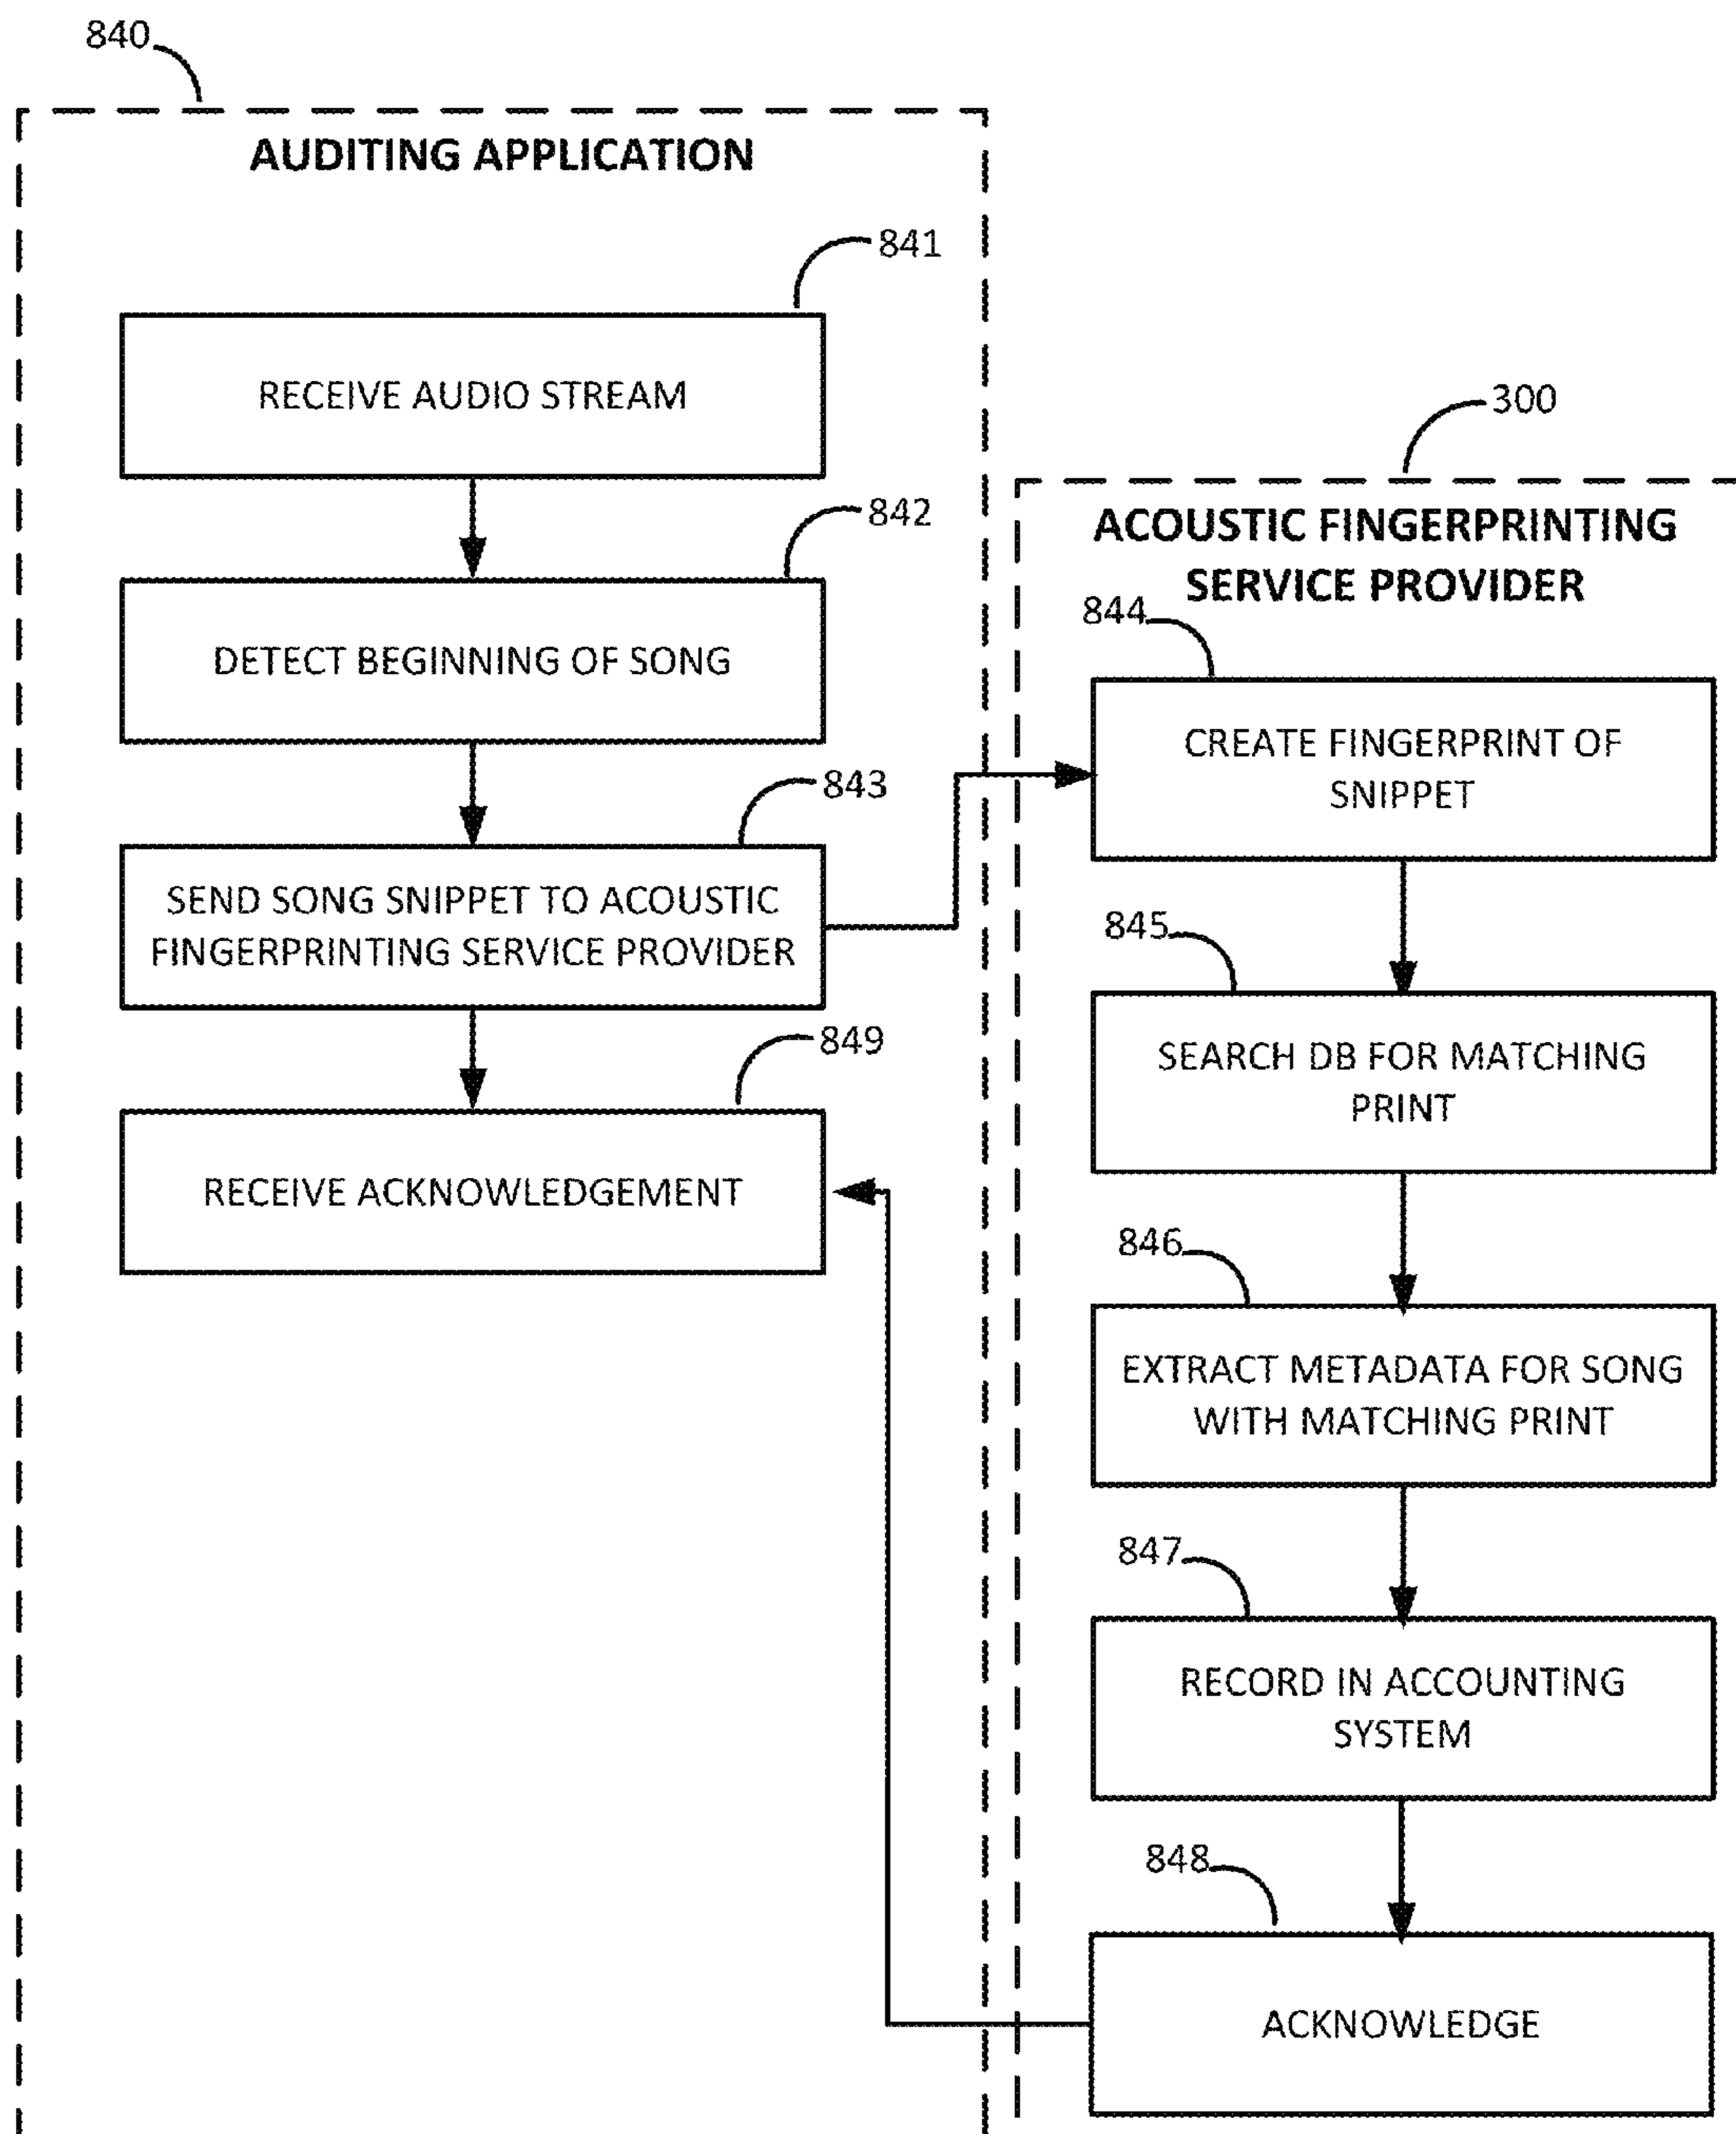 840
AUDITING APPLICATION
841
RECEIVE AUDIO STREAM
842
DETECT BEGINNING OF SONG
843
SEND SONG SNIPPET TO ACOUSTIC
FINGERPRINTING SERVICE PROVIDER
849
RECEIVE ACKNOWLEDGEMENT
300
ACOUSTIC FINGERPRINTING
SERVICE PROVIDER
844
CREATE FINGERPRINT OF
SNIPPET
845
SEARCH DB FOR MATCHING
PRINT
846
EXTRACT METADATA FOR SONG
WITH MATCHING PRINT
847
RECORD IN ACCOUNTING
SYSTEM
848
ACKNOWLEDGE